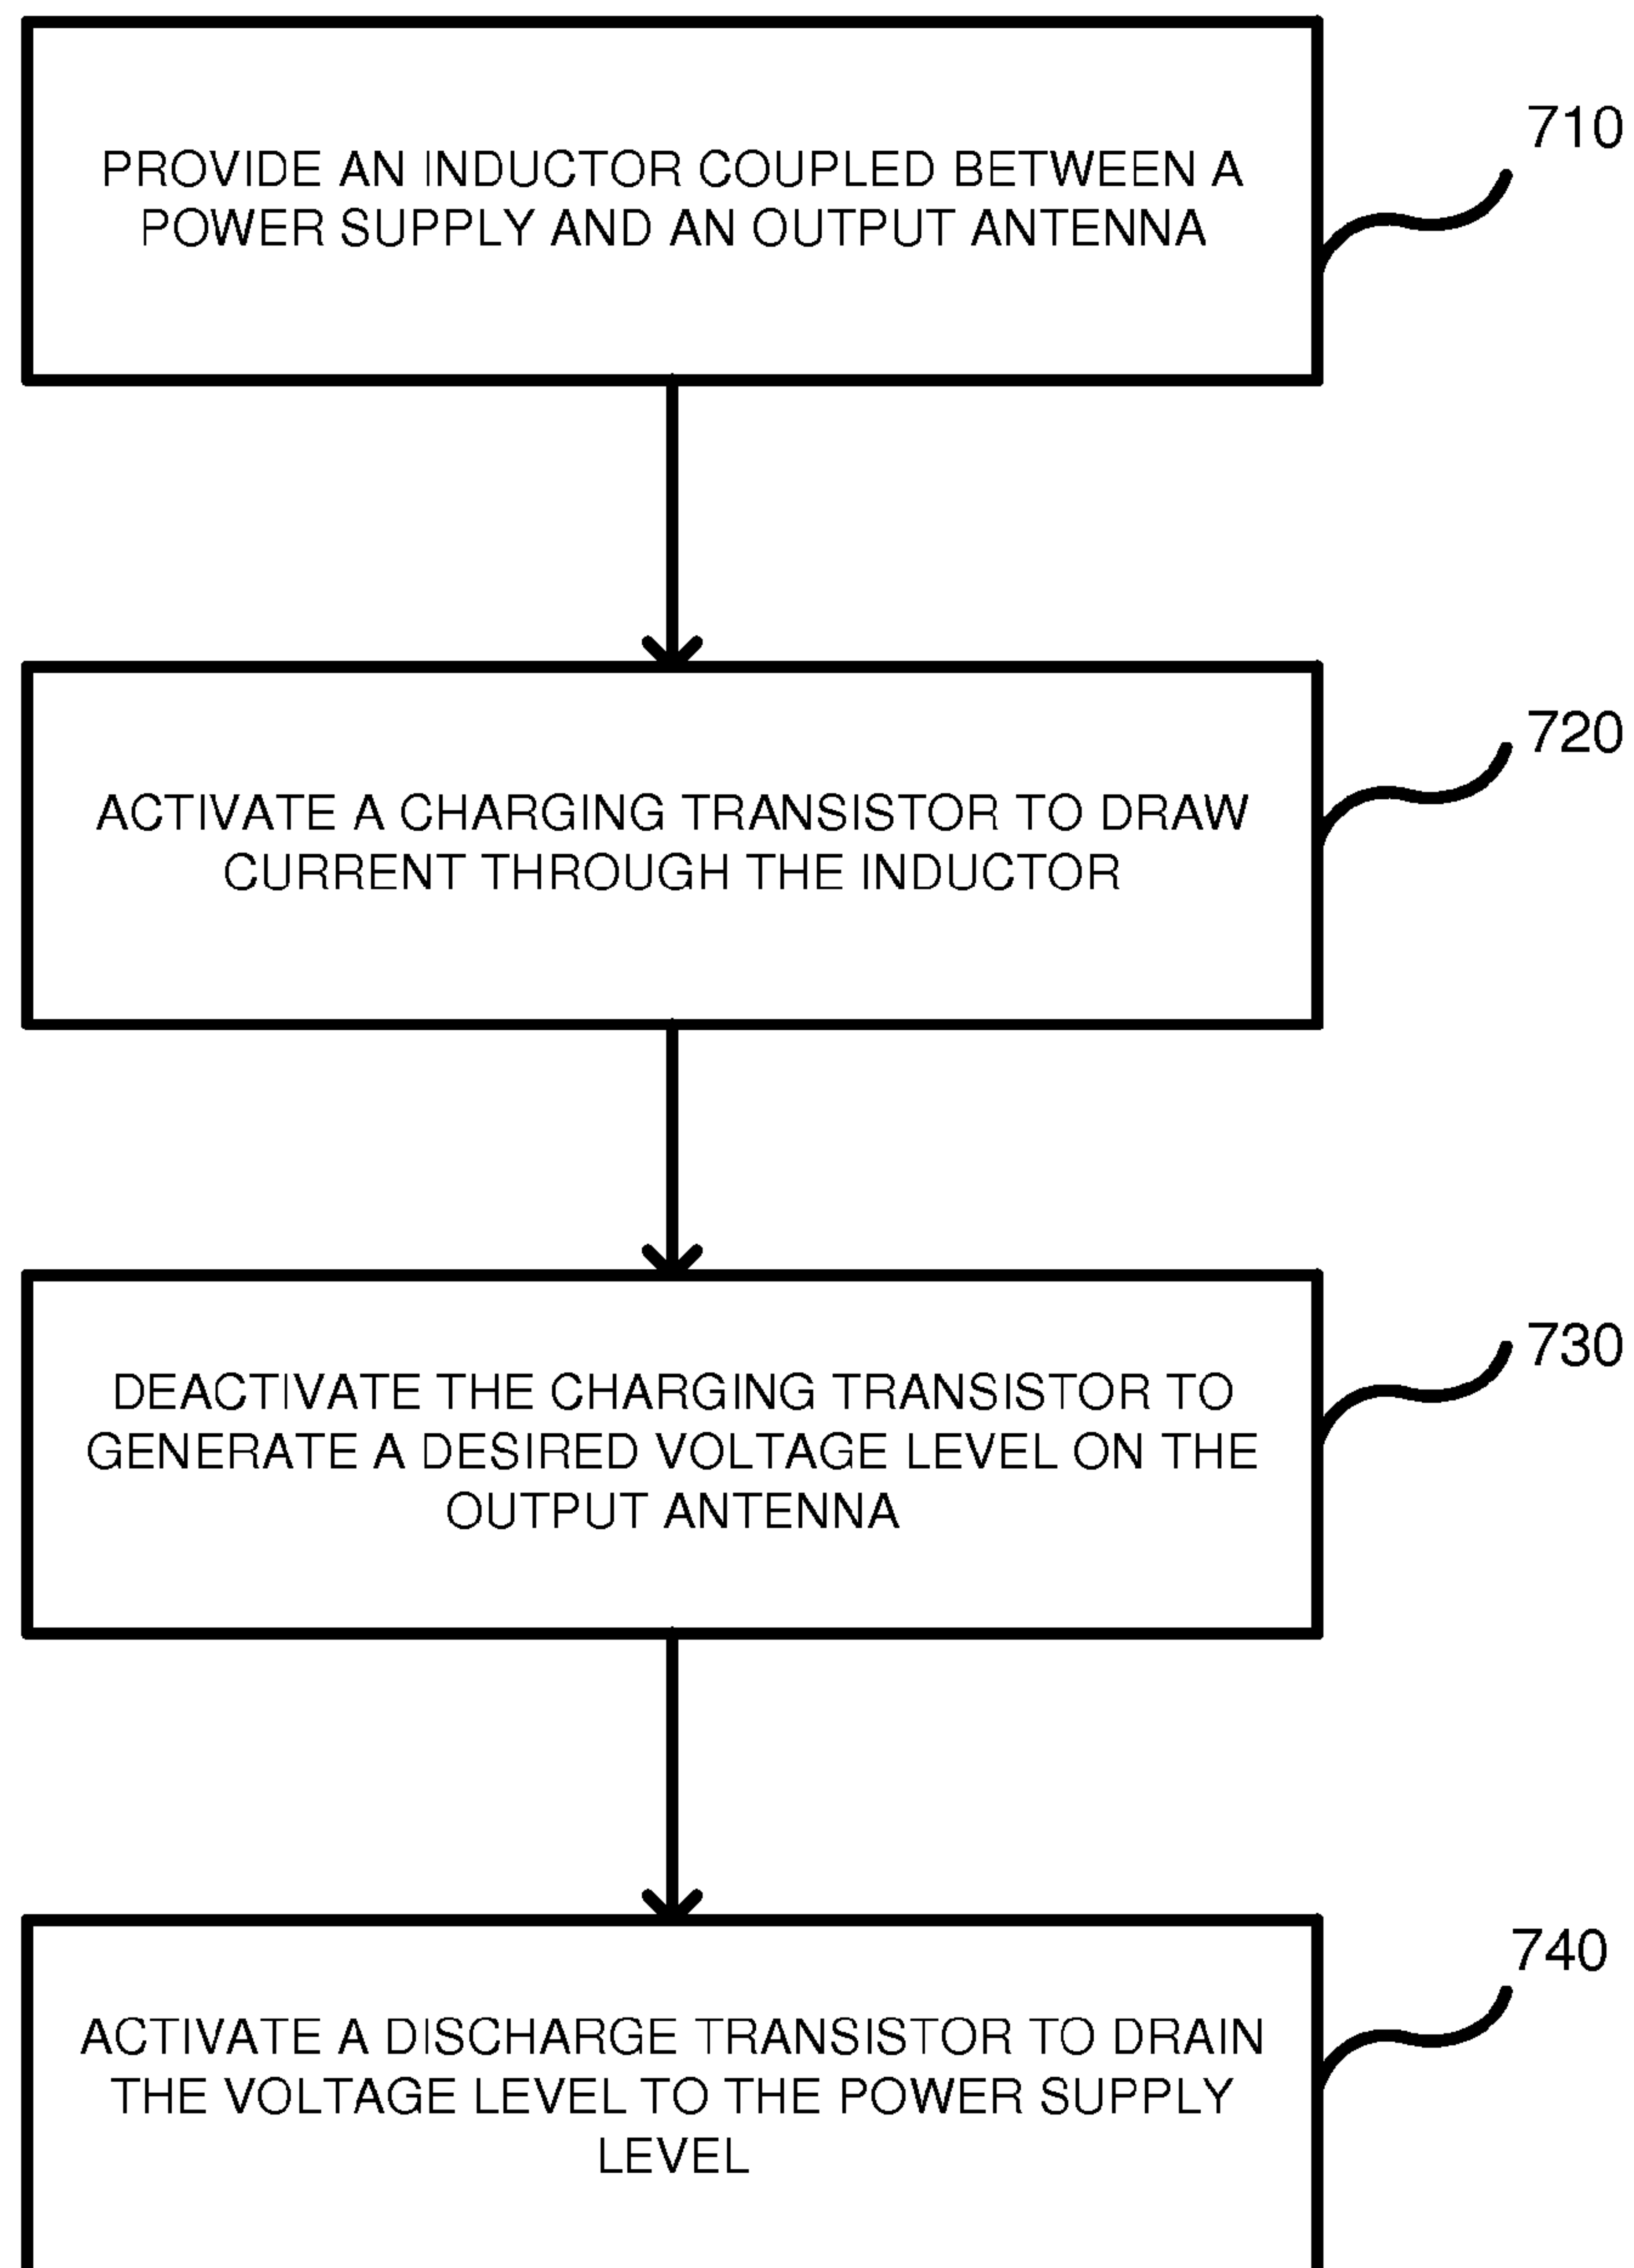 710
PROVIDE AN INDUCTOR COUPLED BETWEEN A
POWER SUPPLY AND AN OUTPUT ANTENNA
720
ACTIVATE A CHARGING TRANSISTOR TO DRAW
CURRENT THROUGH THE INDUCTOR
730
DEACTIVATE THE CHARGING TRANSISTOR TO
GENERATE A DESIRED VOLTAGE LEVEL ON THE
OUTPUT ANTENNA
740
ACTIVATE A DISCHARGE TRANSISTOR TO DRAIN
THE VOLTAGE LEVEL TO THE POWER SUPPLY
LEVEL